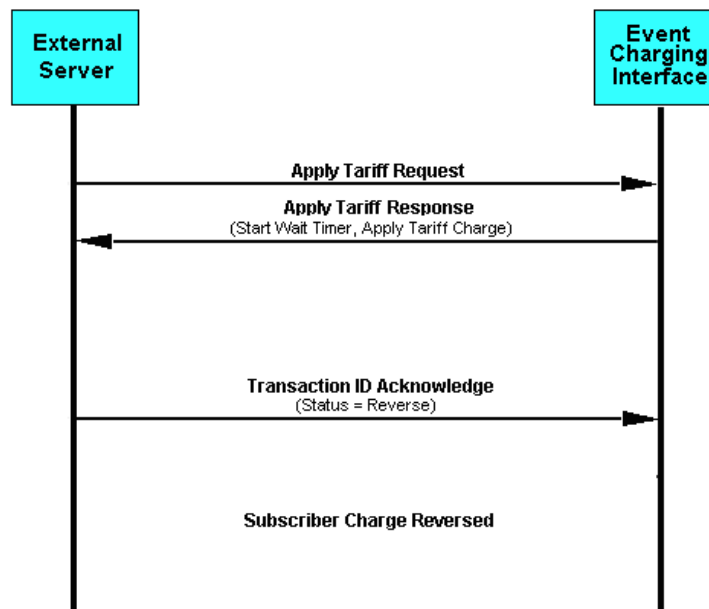 External
Server
Event
Charging
Interface
Apply Tariff Request
Apply Tariff Response
(Start Wait Timer, Apply Tariff Charge)
Transaction ID Acknowledge
(Status = Reverse)
Subscriber Charge Reversed